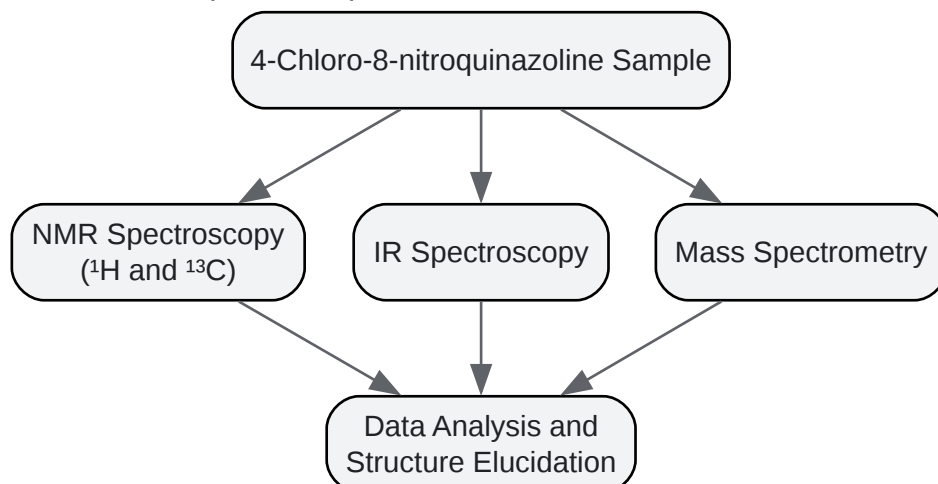 4-Chloro-8-nitroquinazoline Sample
NMR Spectroscopy
(¹H and ¹³C)
IR Spectroscopy
Mass Spectrometry
Data Analysis and
Structure Elucidation